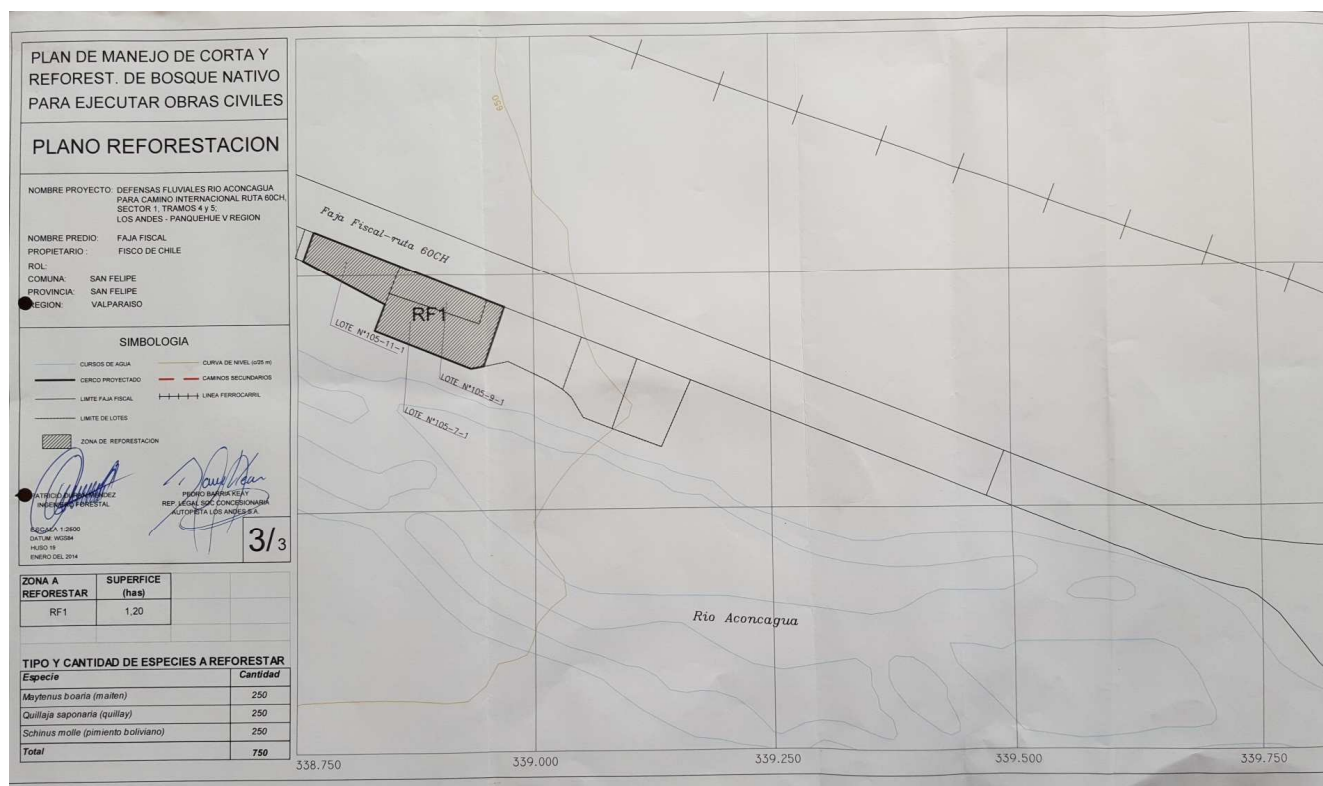 PLAN DE MANEJO DE CORTA Y
REFOREST. DE BOSQUE NATIVO
PARA EJECUTAR OBRAS CIVILES
PLANO REFORESTACION
NOMBRE PROYECTO: DEFENSAS FLUVIALES RIO ACONCAGUA
PARA CAMINO INTERNACIONAL RUTA 60CH,
SECTOR 1, TRAMOS 4 y 5;
LOS ANDES - PANQUEHUE V REGION
NOMBRE PREDIO: FAJA FISCAL
PROPIETARIO : FISCO DE CHILE
ROL:
COMUNA: SAN FELIPE
PROVINCIA: SAN FELIPE
REGION: VALPARAISO
SIMBOLOGIA
CURSOS DE AGUA
CURVA DE NIVEL (c/25 m)
CERCO PROYECTADO
CAMINOS SECUNDARIOS
LIMTE FAJA FISCAL
LINEA FERROCARRIL
LIMITE DE LOTES
ZONA DE REFORESTACION
PEDRO BARRIA KEAY
INGENIERO FORESTAL
REP. LEGAL SOC CONCESIONARIA
AUTOPISTA LOS ANDES S.A.
ESCALA 1:2500
DATUM: WGS84
HUSO 19
ENERO DEL 2014
3/3
ZONA A REFORESTAR SUPERFICE (has)
RF1 1,20
TIPO Y CANTIDAD DE ESPECIES A REFORESTAR
Especie Cantidad
Maytenus boaria (maiten) 250
Quillaja saponaria (quillay) 250
Schinus molle (pimiento boliviano) 250
Total 750
650
Faja Fiscal-ruta 60CH
RF1
LOTE N°105-11-1
LOTE N°105-9-1
LOTE N°105-7-1
Río Aconcagua
338.750 339.000 339.250 339.500 339.750